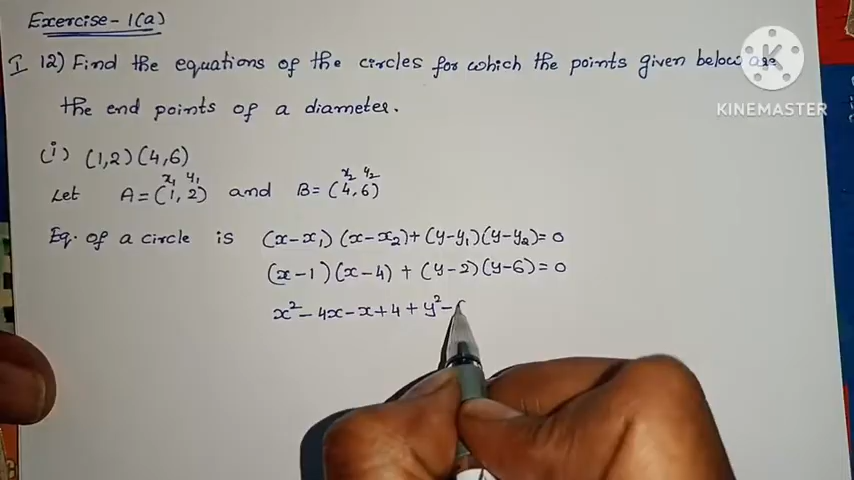 Exercise-1(a)
I 12) Find the equations of the circles for which the points given below are
the end points of a diameter.
KINEMASTER
(i) (1,2) (4,6)
x₁ y₁ x₂ y₂
Let A = (1, 2) and B = (4, 6)
Eq. of a circle is (x-x₁)(x-x₂)+(y-y₁)(y-y₂)=0
(x-1)(x-4)+(y-2)(y-6)=0
x²-4x-x+4+y²-